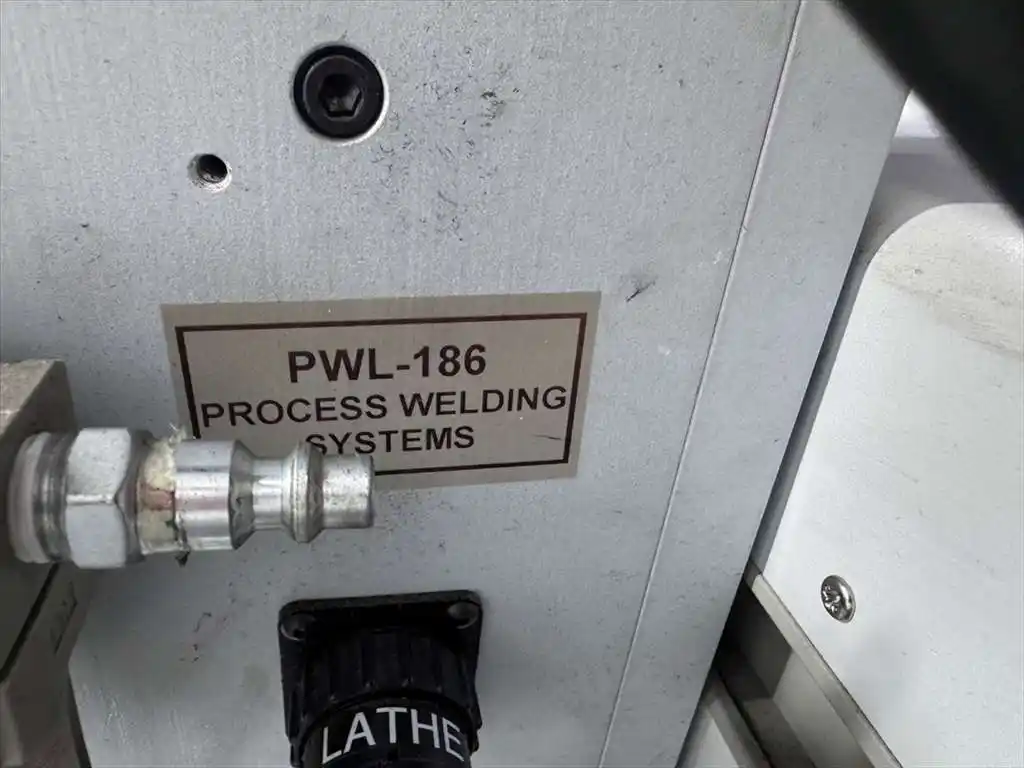 PWL-186
PROCESS WELDING
SYSTEMS
LATHE